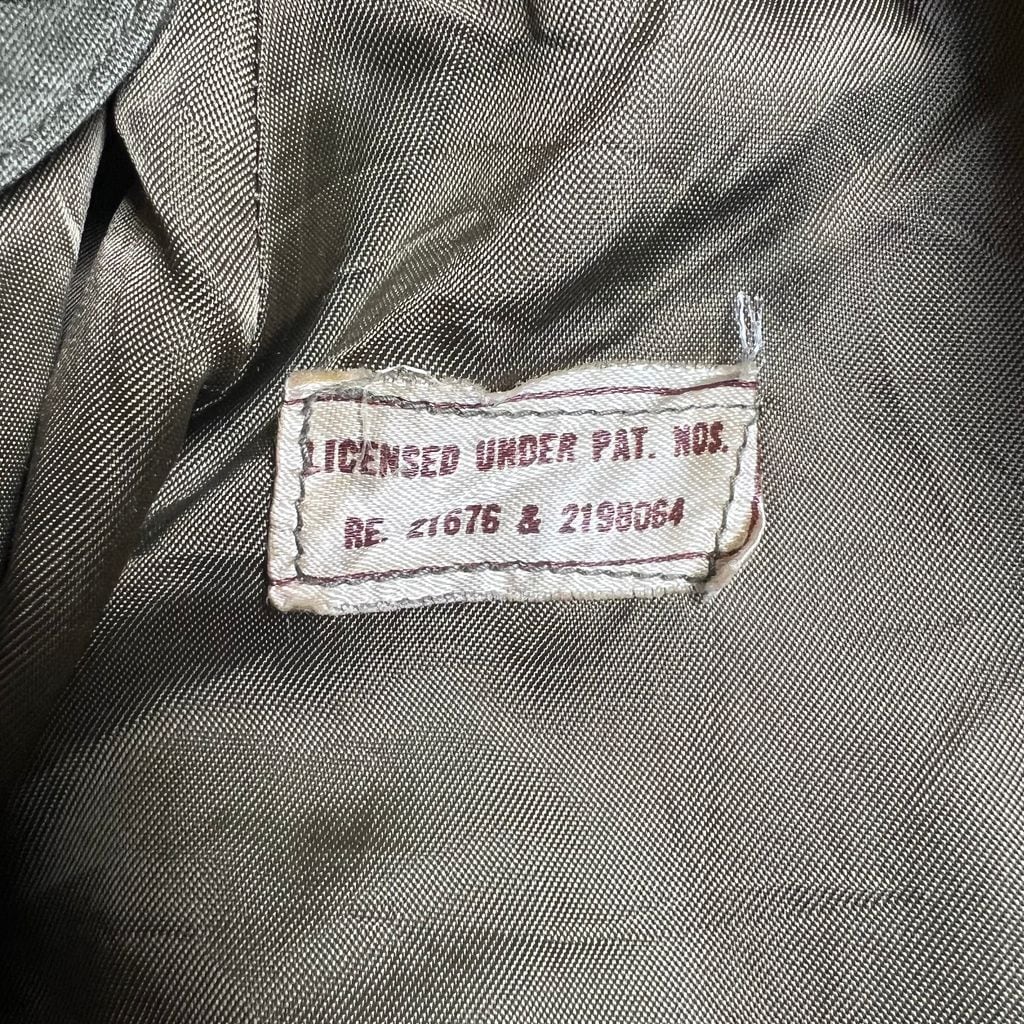 LICENSED UNDER PAT. NOS.
RE. 21676 & 2198064